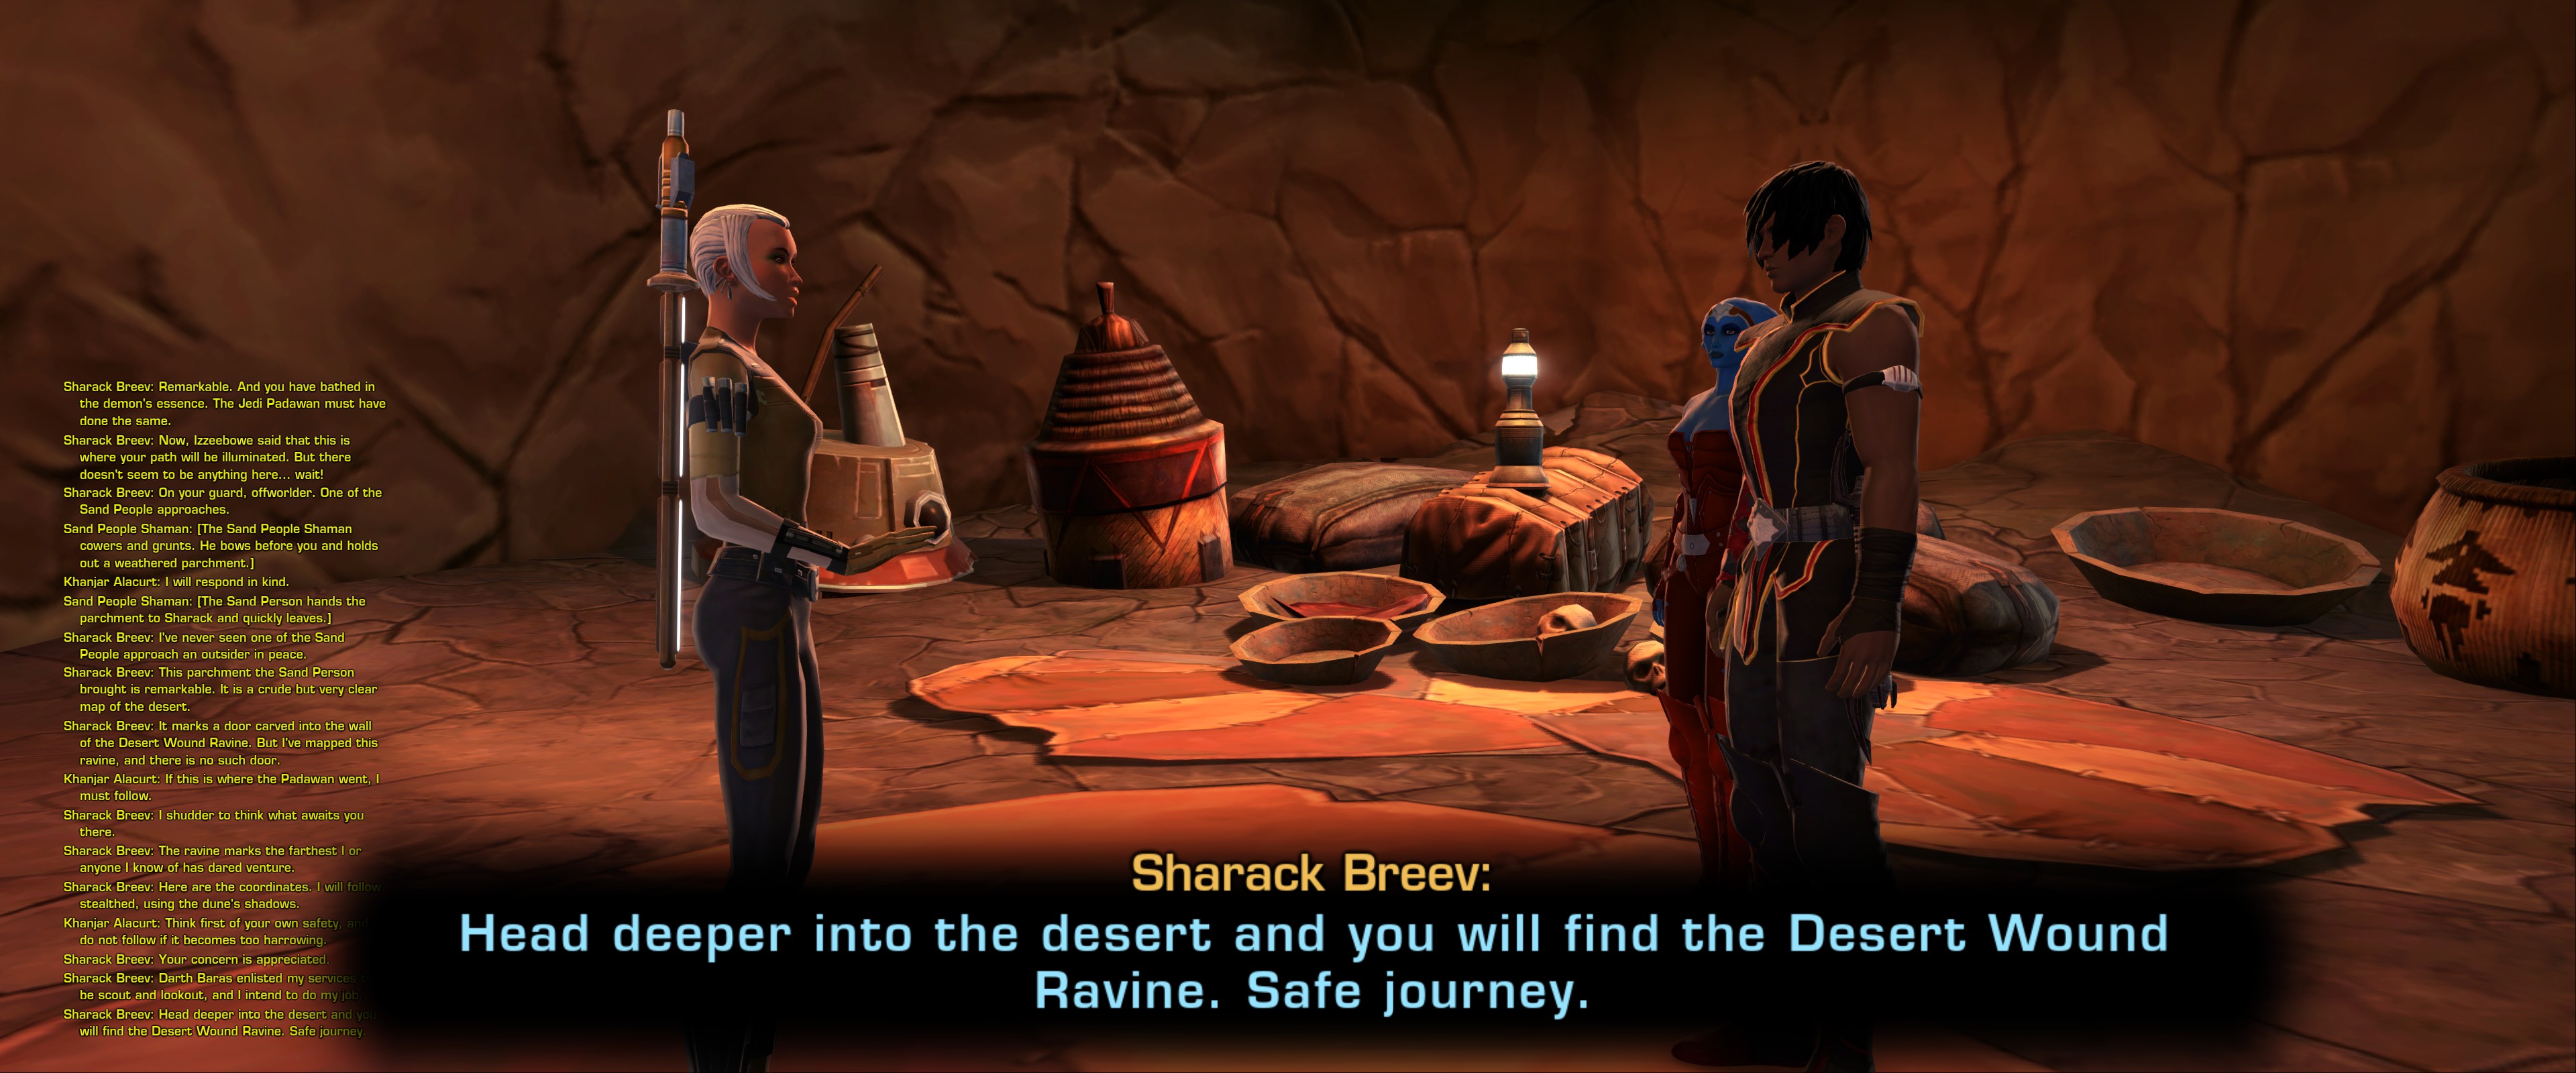 Sharack Breev: Remarkable. And you have bathed in
the demon's essence. The Jedi Padawan must have
done the same.
Sharack Breev: Now, Izzeebowe said that this is
where your path will be illuminated. But there
doesn't seem to be anything here... wait!
Sharack Breev: On your guard, offworlder. One of the
Sand People approaches.
Sand People Shaman: [The Sand People Shaman
cowers and grunts. He bows before you and holds
out a weathered parchment.]
Khanjar Alacurt: I will respond in kind.
Sand People Shaman: [The Sand Person hands the
parchment to Sharack and quickly leaves.]
Sharack Breev: I've never seen one of the Sand
People approach an outsider in peace.
Sharack Breev: This parchment the Sand Person
brought is remarkable. It is a crude but very clear
map of the desert.
Sharack Breev: It marks a door carved into the wall
of the Desert Wound Ravine. But I've mapped this
ravine, and there is no such door.
Khanjar Alacurt: If this is where the Padawan went, I
must follow.
Sharack Breev: I shudder to think what awaits you
there.
Sharack Breev: The ravine marks the farthest I or
anyone I know of has dared venture.
Sharack Breev: Here are the coordinates. I will follow
stealthed, using the dune's shadows.
Khanjar Alacurt: Think first of your own safety, and
do not follow if it becomes too harrowing.
Sharack Breev: Your concern is appreciated.
Sharack Breev: Darth Baras enlisted my services
be scout and lookout, and I intend to do my job.
Sharack Breev: Head deeper into the desert and you
will find the Desert Wound Ravine. Safe journey.
Sharack Breev:
Head deeper into the desert and you will find the Desert Wound
Ravine. Safe journey.